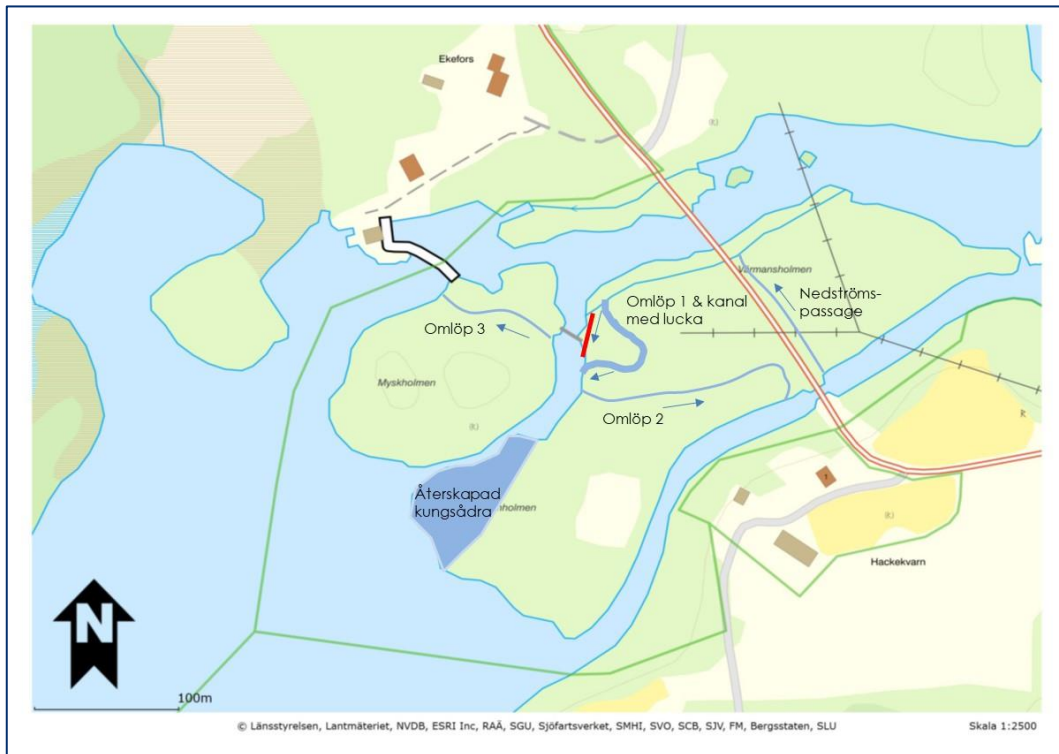 Ekefors
(t)
Värmansholmen
Nedströms-
passage
Omlöp 1 & kanal
med lucka
Omlöp 3
Myskholmen
(t)
Omlöp 2
R
Återskapad
kungsådra
holmen
(t)
Hackekvarn
N
100m
© Länsstyrelsen, Lantmäteriet, NVDB, ESRI Inc, RAÄ, SGU, Sjöfartsverket, SMHI, SVO, SCB, SJV, FM, Bergsstaten, SLU
Skala 1:2500